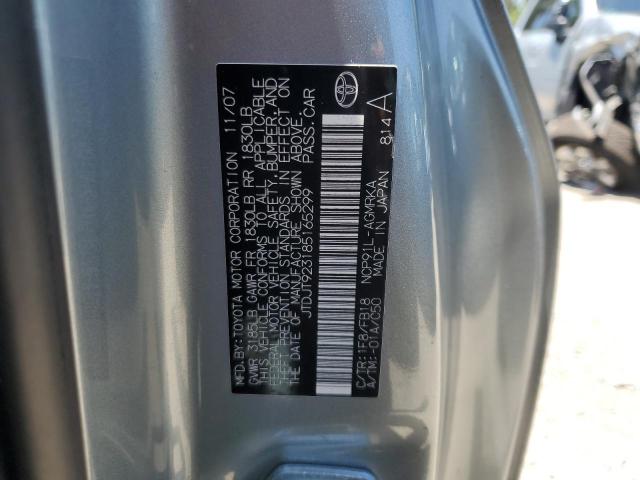 MFD.BY:TOYOTA MOTOR CORPORATION 11/07
GVWR 3185LB GAWR FR 1830LB RR 1830LB
THIS VEHICLE CONFORMS TO ALL APPLICABLE
FEDERAL MOTOR VEHICLE SAFETY, BUMPER, AND
THEFT PREVENTION STANDARDS IN EFFECT ON
THE DATE OF MANUFACTURE SHOWN ABOVE.
JTDJT923185165299 PASS.CAR
C/TR:1F8/FB18 NCP91L-AGMRKA
A/TM:-01A/C50 MADE IN JAPAN 814
A